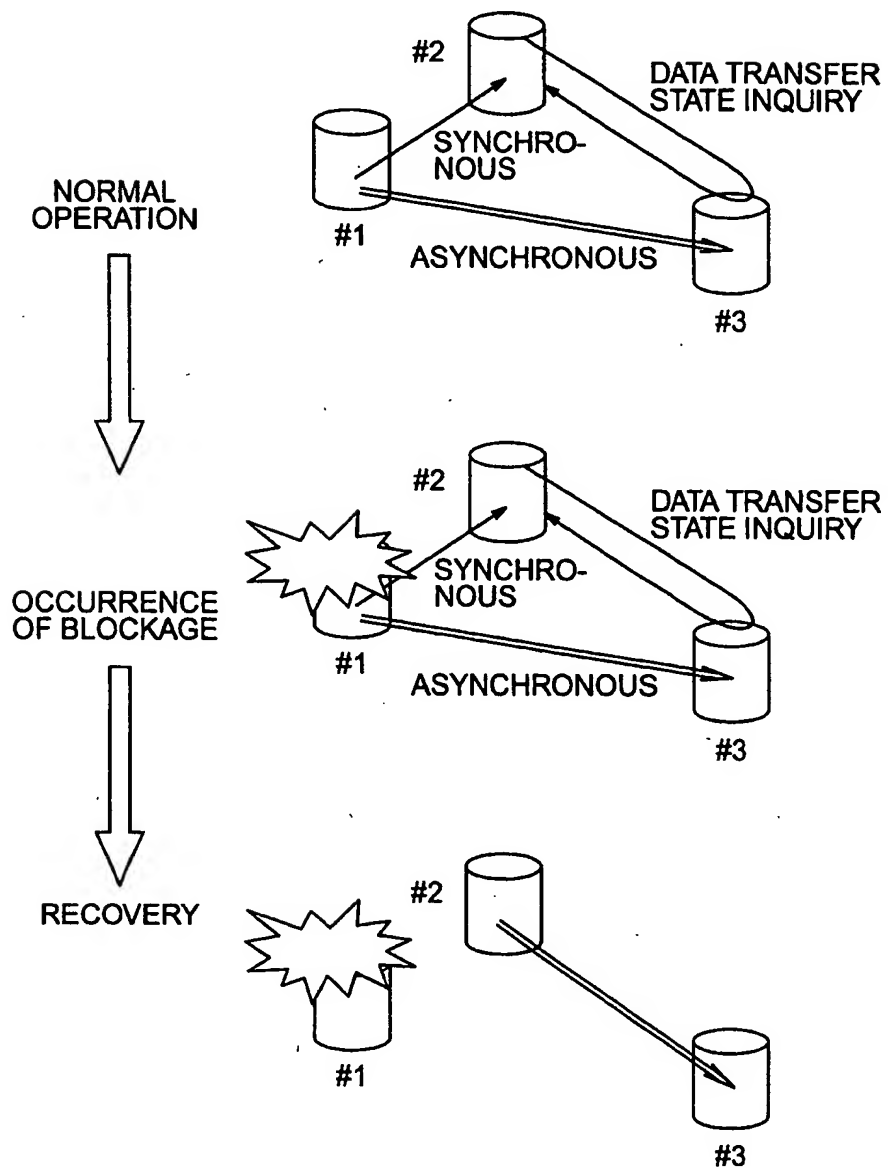 #2
DATA TRANSFER
STATE INQUIRY
SYNCHRO-
NOUS
NORMAL
OPERATION
#1
ASYNCHRONOUS
#3
#2
DATA TRANSFER
STATE INQUIRY
SYNCHRO-
NOUS
OCCURRENCE
OF BLOCKAGE
#1
ASYNCHRONOUS
#3
#2
RECOVERY
#1
#3